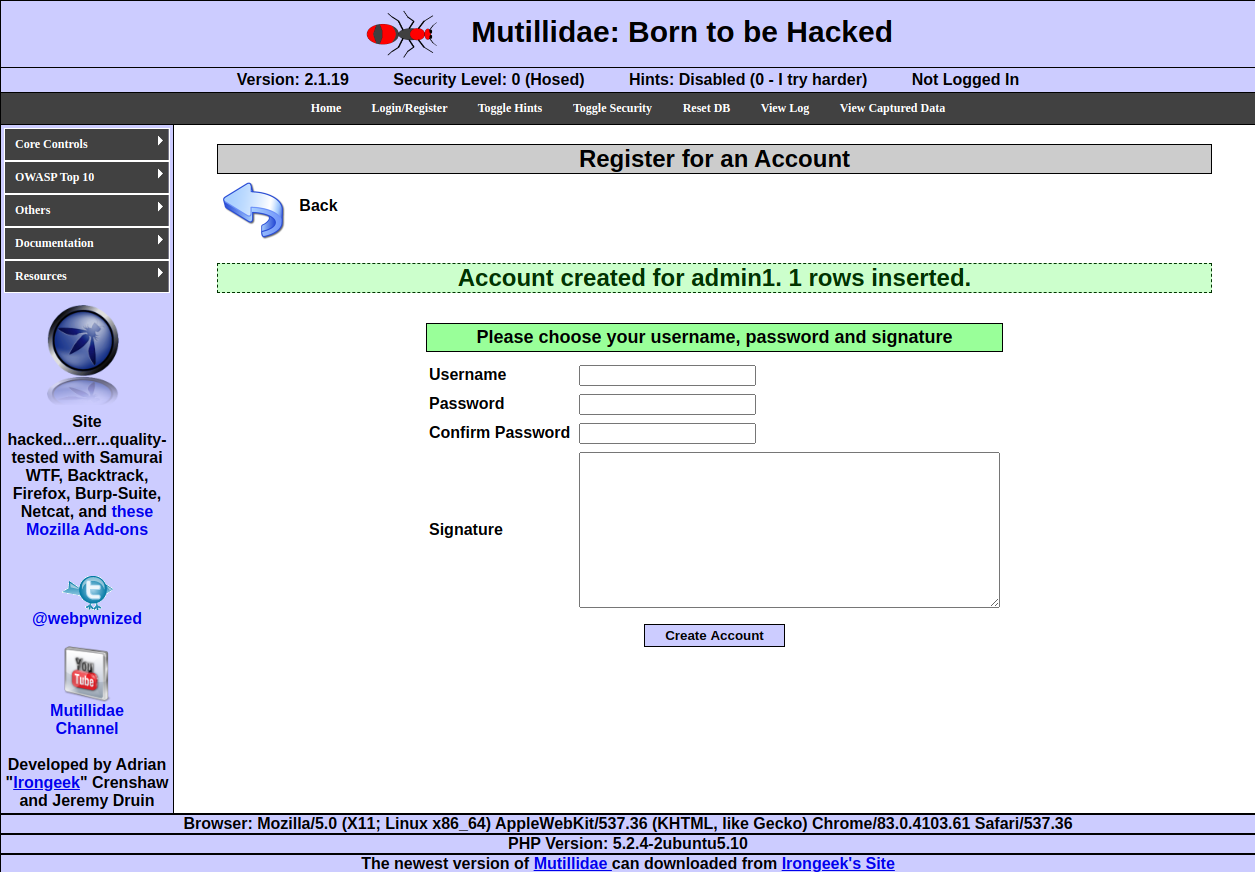 Mutillidae: Born to be Hacked
Version: 2.1.19 Security Level: 0 (Hosed) Hints: Disabled (0 - I try harder) Not Logged In
Home Login/Register Toggle Hints Toggle Security Reset DB View Log View Captured Data
Core Controls
OWASP Top 10
Others
Documentation
Resources
Site
hacked...err...quality-
tested with Samurai
WTF, Backtrack,
Firefox, Burp-Suite,
Netcat, and these
Mozilla Add-ons
@webpwnized
You
Tube
Mutillidae
Channel
Developed by Adrian
"Irongeek" Crenshaw
and Jeremy Druin
Register for an Account
Back
Account created for admin1. 1 rows inserted.
Please choose your username, password and signature
Username
Password
Confirm Password
Signature
Create Account
Browser: Mozilla/5.0 (X11; Linux x86_64) AppleWebKit/537.36 (KHTML, like Gecko) Chrome/83.0.4103.61 Safari/537.36
PHP Version: 5.2.4-2ubuntu5.10
The newest version of Mutillidae can downloaded from Irongeek's Site